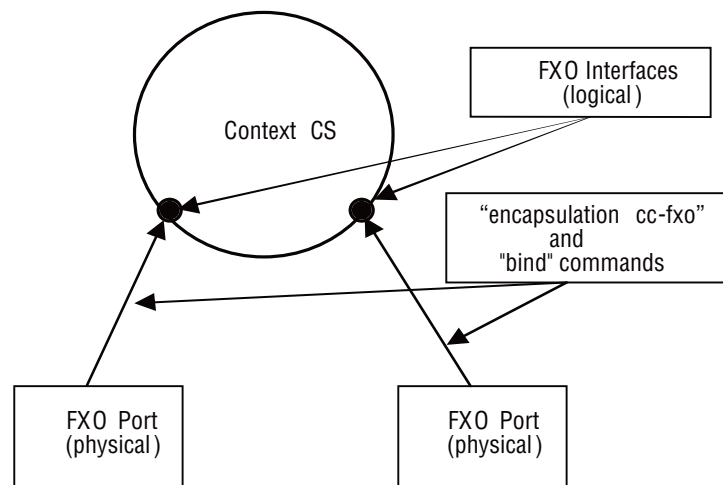 FXO Interfaces
(logical)
Context CS
“encapsulation cc-fxo”
and
"bind" commands
FXO Port
(physical)
FXO Port
(physical)